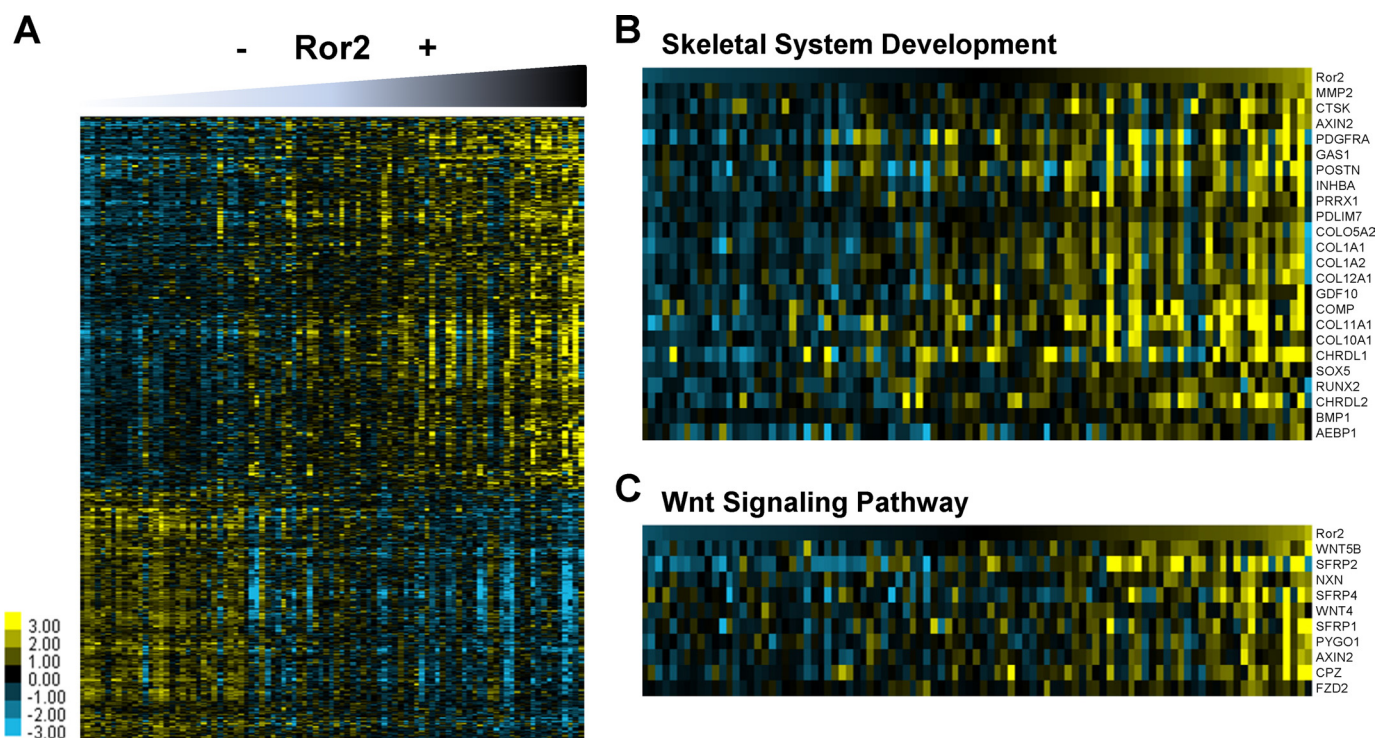 A
- Ror2 +
3.00
2.00
1.00
0.00
-1.00
-2.00
-3.00
B Skeletal System Development
Ror2
MMP2
CTSK
AXIN2
PDGFRA
GAS1
POSTN
INHBA
PRRX1
PDLIM7
COLO5A2
COL1A1
COL1A2
COL12A1
GDF10
COMP
COL11A1
COL10A1
CHRDL1
SOX5
RUNX2
CHRDL2
BMP1
AEBP1
C Wnt Signaling Pathway
Ror2
WNT5B
SFRP2
NXN
SFRP4
WNT4
SFRP1
PYGO1
AXIN2
CPZ
FZD2